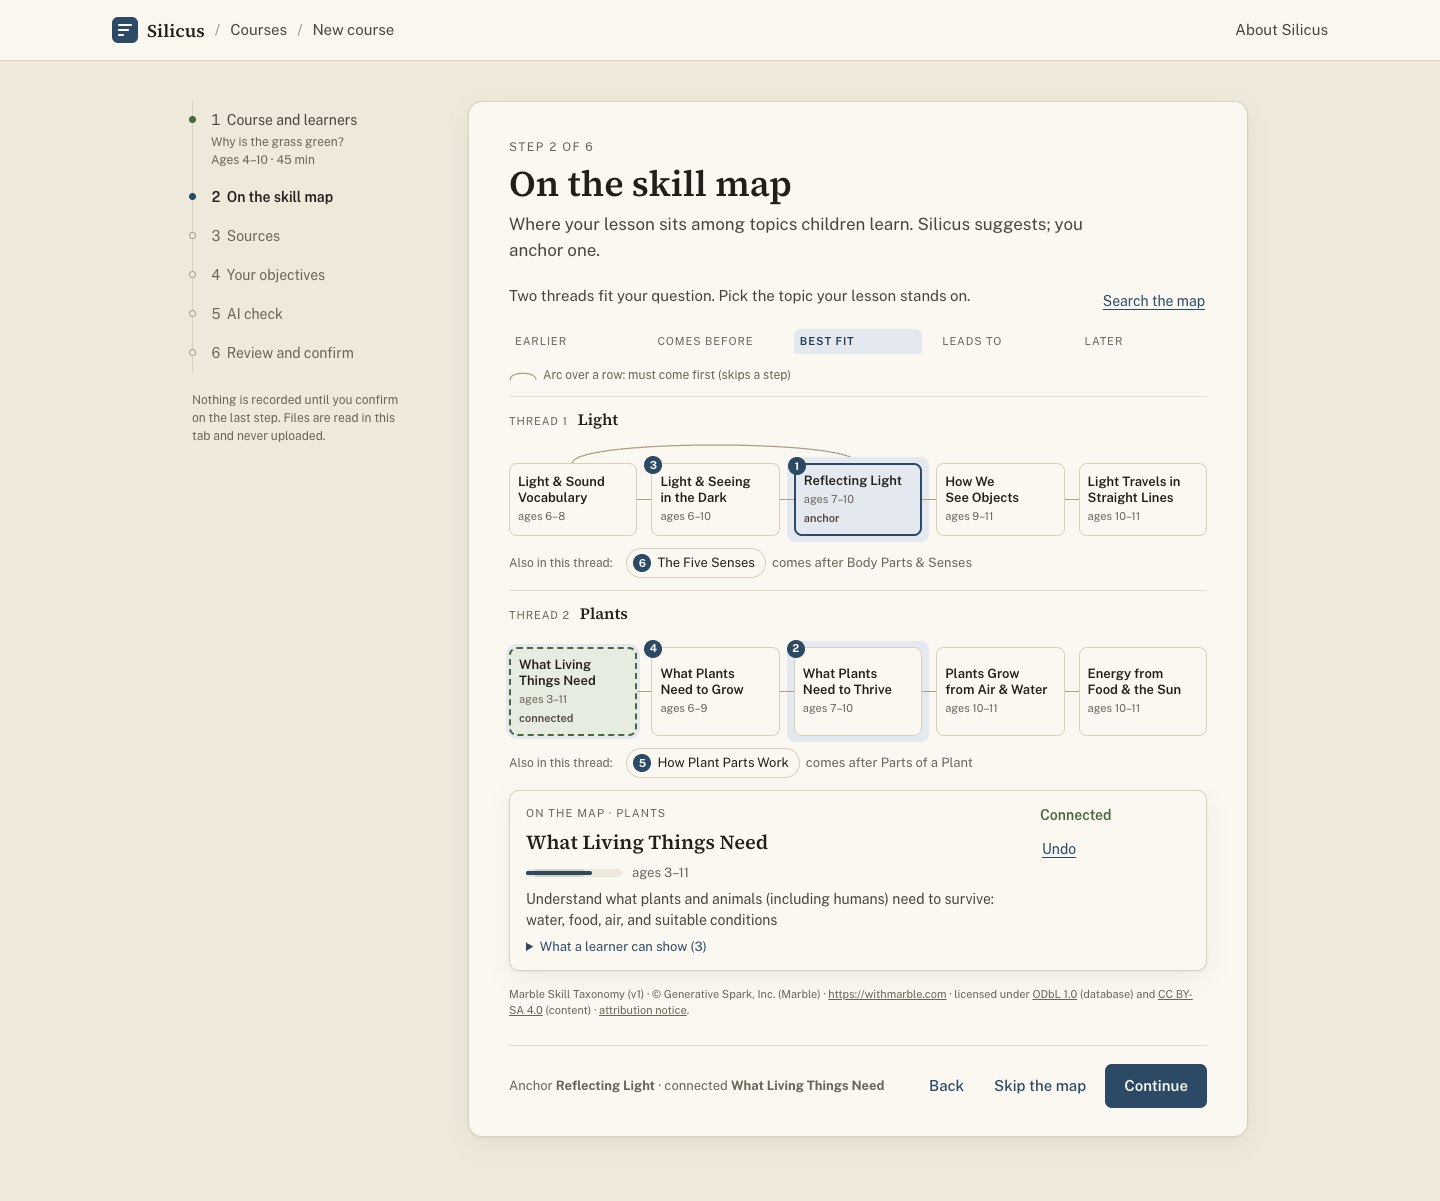 Silicus / Courses / New course
About Silicus
1 Course and learners
Why is the grass green?
Ages 4–10 · 45 min
2 On the skill map
3 Sources
4 Your objectives
5 AI check
6 Review and confirm
Nothing is recorded until you confirm
on the last step. Files are read in this
tab and never uploaded.
STEP 2 OF 6
On the skill map
Where your lesson sits among topics children learn. Silicus suggests; you
anchor one.
Two threads fit your question. Pick the topic your lesson stands on.
Search the map
EARLIER
COMES BEFORE
BEST FIT
LEADS TO
LATER
Arc over a row: must come first (skips a step)
THREAD 1 Light
Light & Sound
Vocabulary
ages 6–8
3
Light & Seeing
in the Dark
ages 6–10
1
Reflecting Light
ages 7–10
anchor
How We
See Objects
ages 9–11
Light Travels in
Straight Lines
ages 10–11
Also in this thread: 6 The Five Senses comes after Body Parts & Senses
THREAD 2 Plants
What Living
Things Need
ages 3–11
connected
4
What Plants
Need to Grow
ages 6–9
2
What Plants
Need to Thrive
ages 7–10
Plants Grow
from Air & Water
ages 10–11
Energy from
Food & the Sun
ages 10–11
Also in this thread: 5 How Plant Parts Work comes after Parts of a Plant
ON THE MAP · PLANTS
What Living Things Need
ages 3–11
Understand what plants and animals (including humans) need to survive:
water, food, air, and suitable conditions
What a learner can show (3)
Connected
Undo
Marble Skill Taxonomy (v1) · © Generative Spark, Inc. (Marble) · https://withmarble.com · licensed under ODbL 1.0 (database) and CC BY-
SA 4.0 (content) · attribution notice.
Anchor Reflecting Light · connected What Living Things Need
Back
Skip the map
Continue